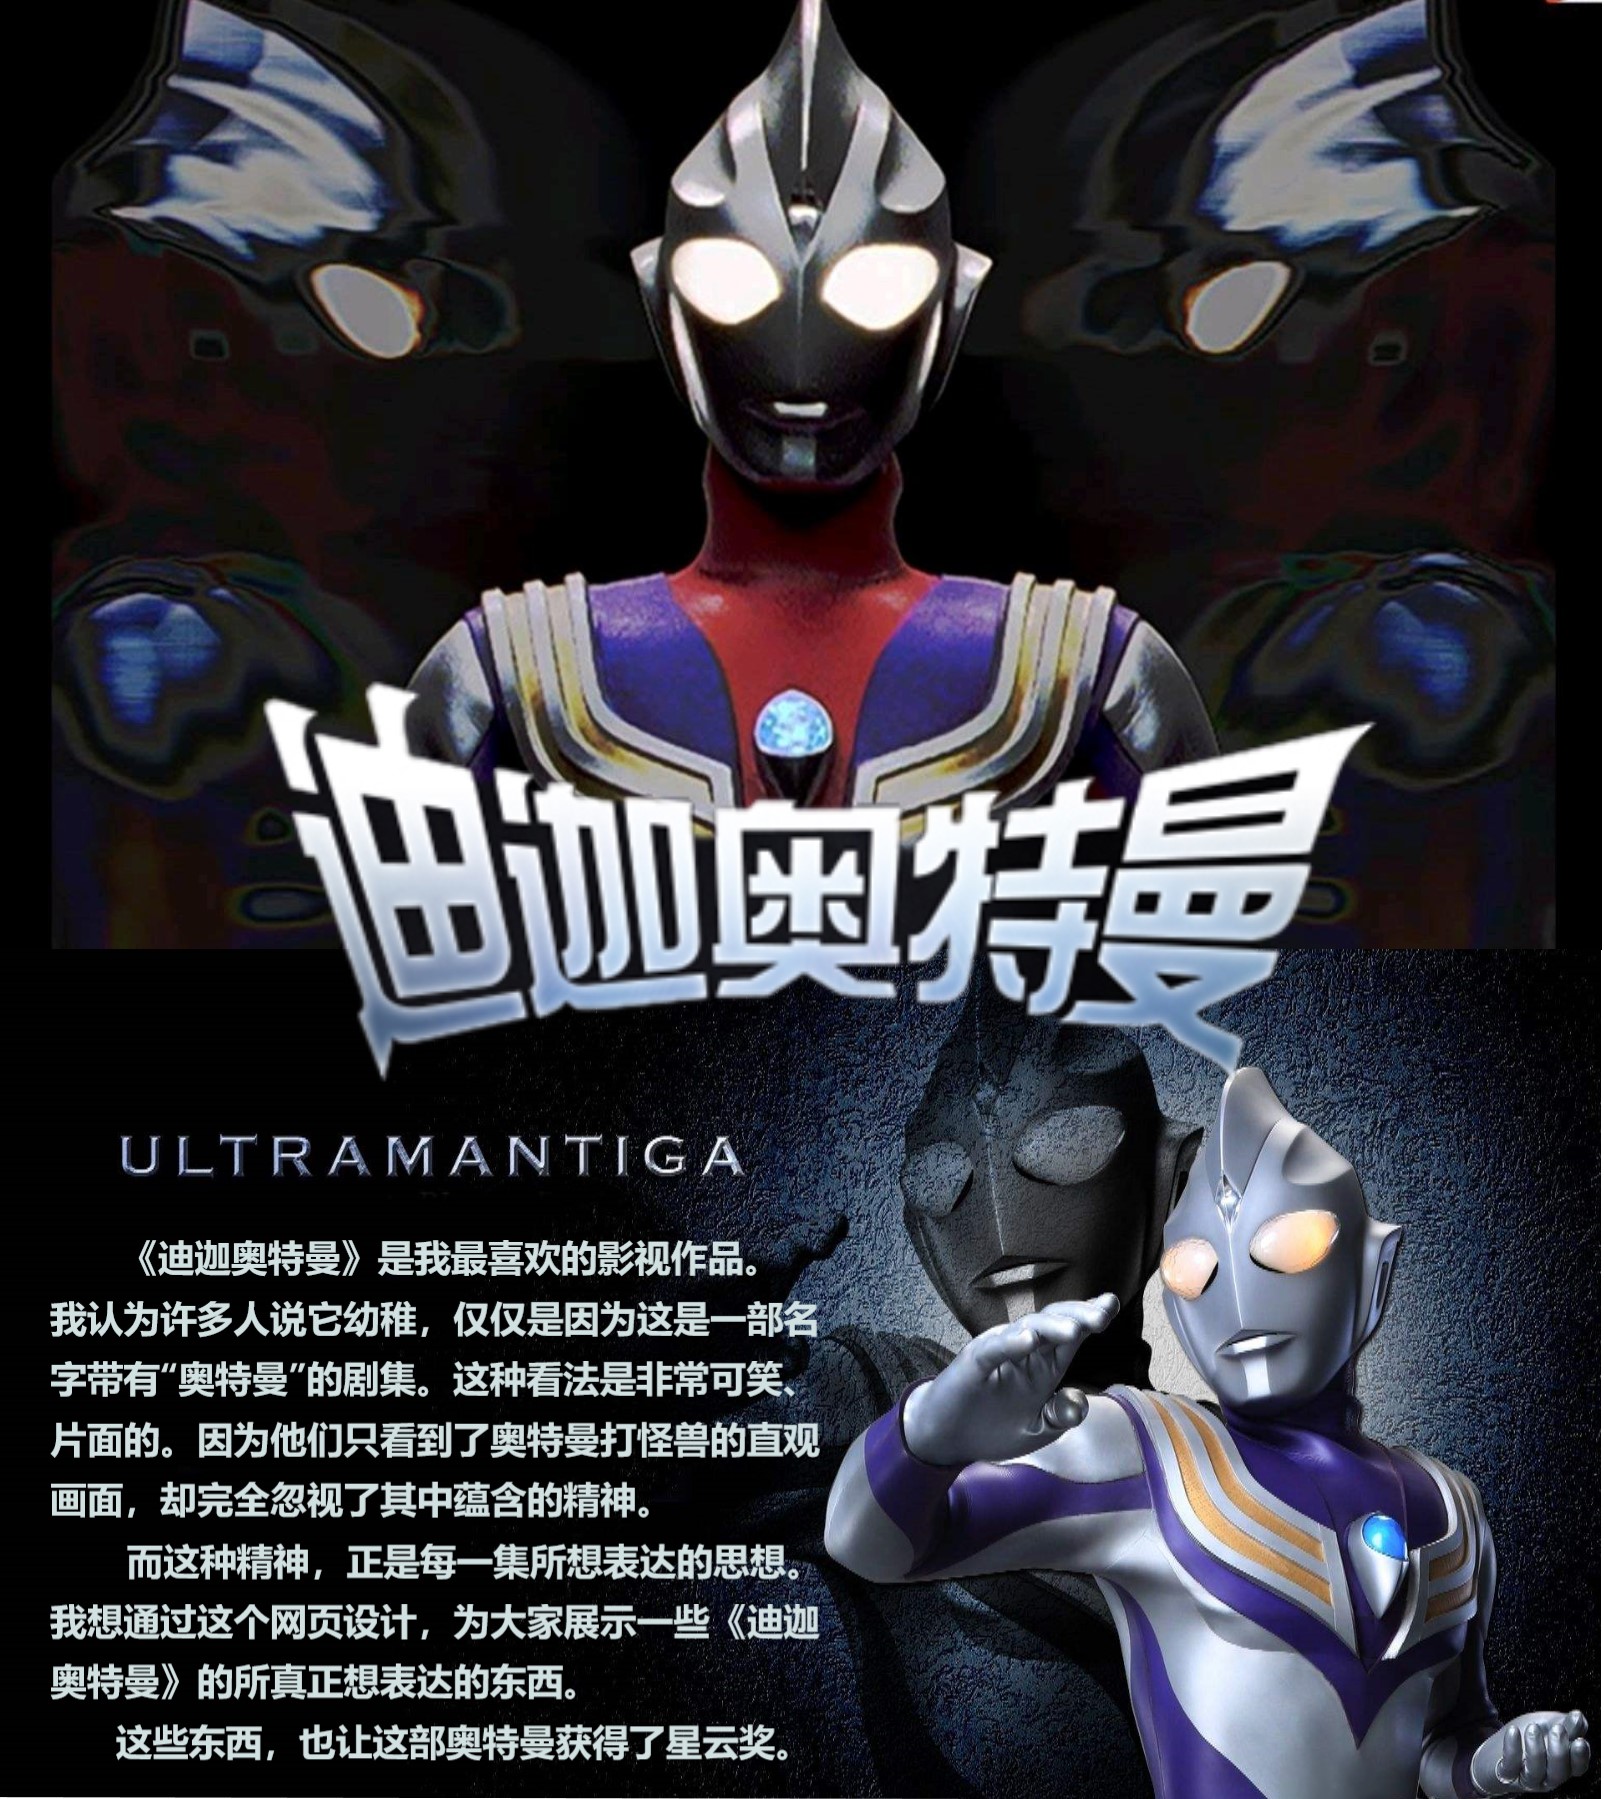 迪迦奥特曼
ULTRAMANTIGA
《迪迦奥特曼》是我最喜欢的影视作品。
我认为许多人说它幼稚，仅仅是因为这是一部名
字带有“奥特曼”的剧集。这种看法是非常可笑、
片面的。因为他们只看到了奥特曼打怪兽的直观
画面，却完全忽视了其中蕴含的精神。
而这种精神，正是每一集所想表达的思想。
我想通过这个网页设计，为大家展示一些《迪迦
奥特曼》的所真正想表达的东西。
这些东西，也让这部奥特曼获得了星云奖。